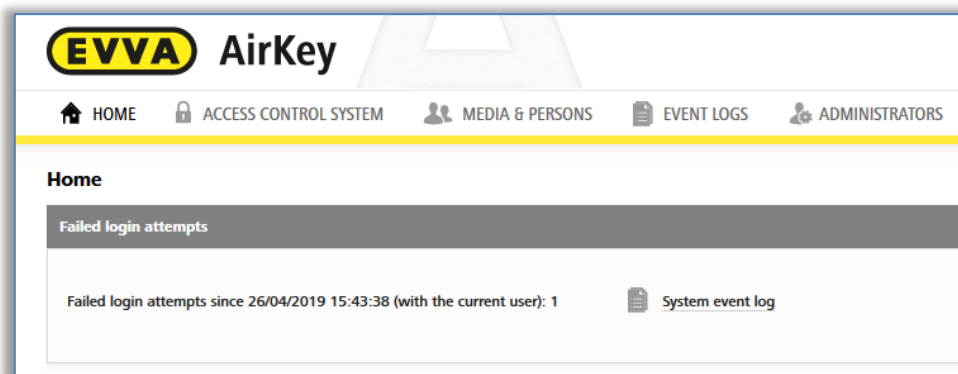 EVVA AirKey
HOME ACCESS CONTROL SYSTEM MEDIA & PERSONS EVENT LOGS ADMINISTRATORS
Home
Failed login attempts
Failed login attempts since 26/04/2019 15:43:38 (with the current user): 1 System event log